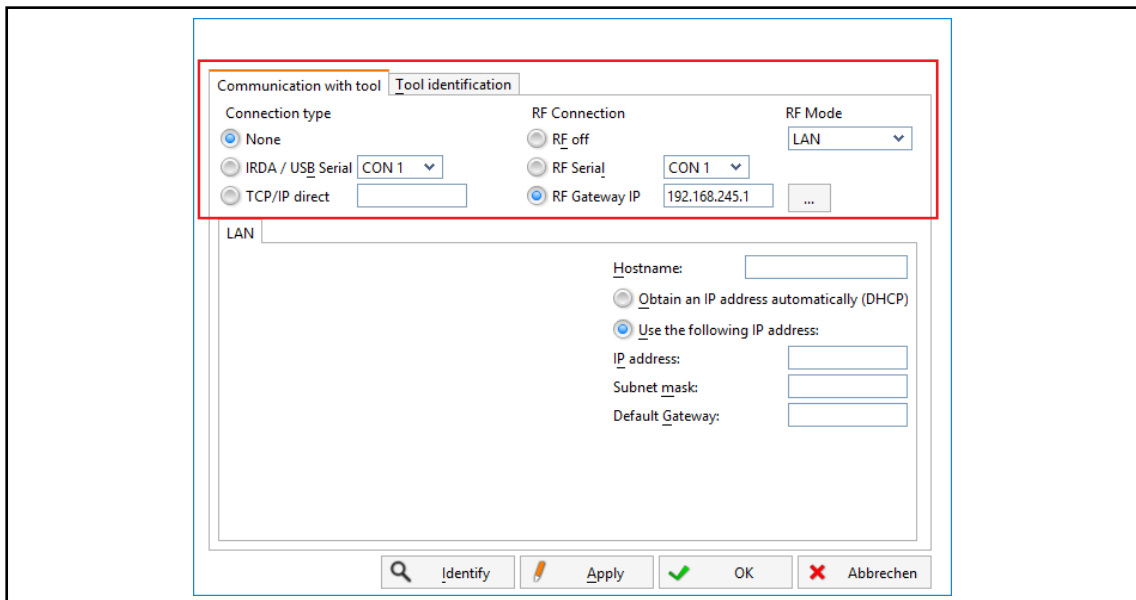 Communication with tool Tool identification
Connection type RF Connection RF Mode
None RF off LAN
IRDA / USB Serial CON 1 RF Serial CON 1
TCP/IP direct RF Gateway IP 192.168.245.1 ...
LAN
Hostname:
Obtain an IP address automatically (DHCP)
Use the following IP address:
IP address:
Subnet mask:
Default Gateway:
Identify Apply OK Abbrechen